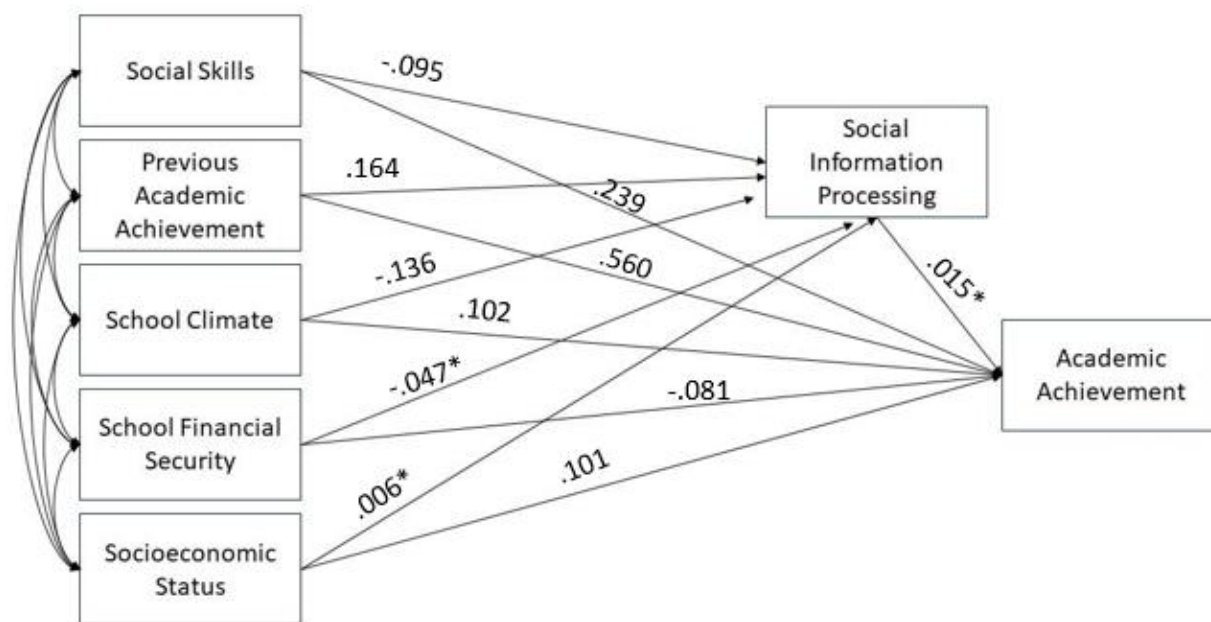 Social Skills
Previous
Academic
Achievement
School Climate
School Financial
Security
Socioeconomic
Status
-.095
.164
-.136
-.047*
.006*
.239
.560
.102
-.081
.101
Social
Information
Processing
.015*
Academic
Achievement